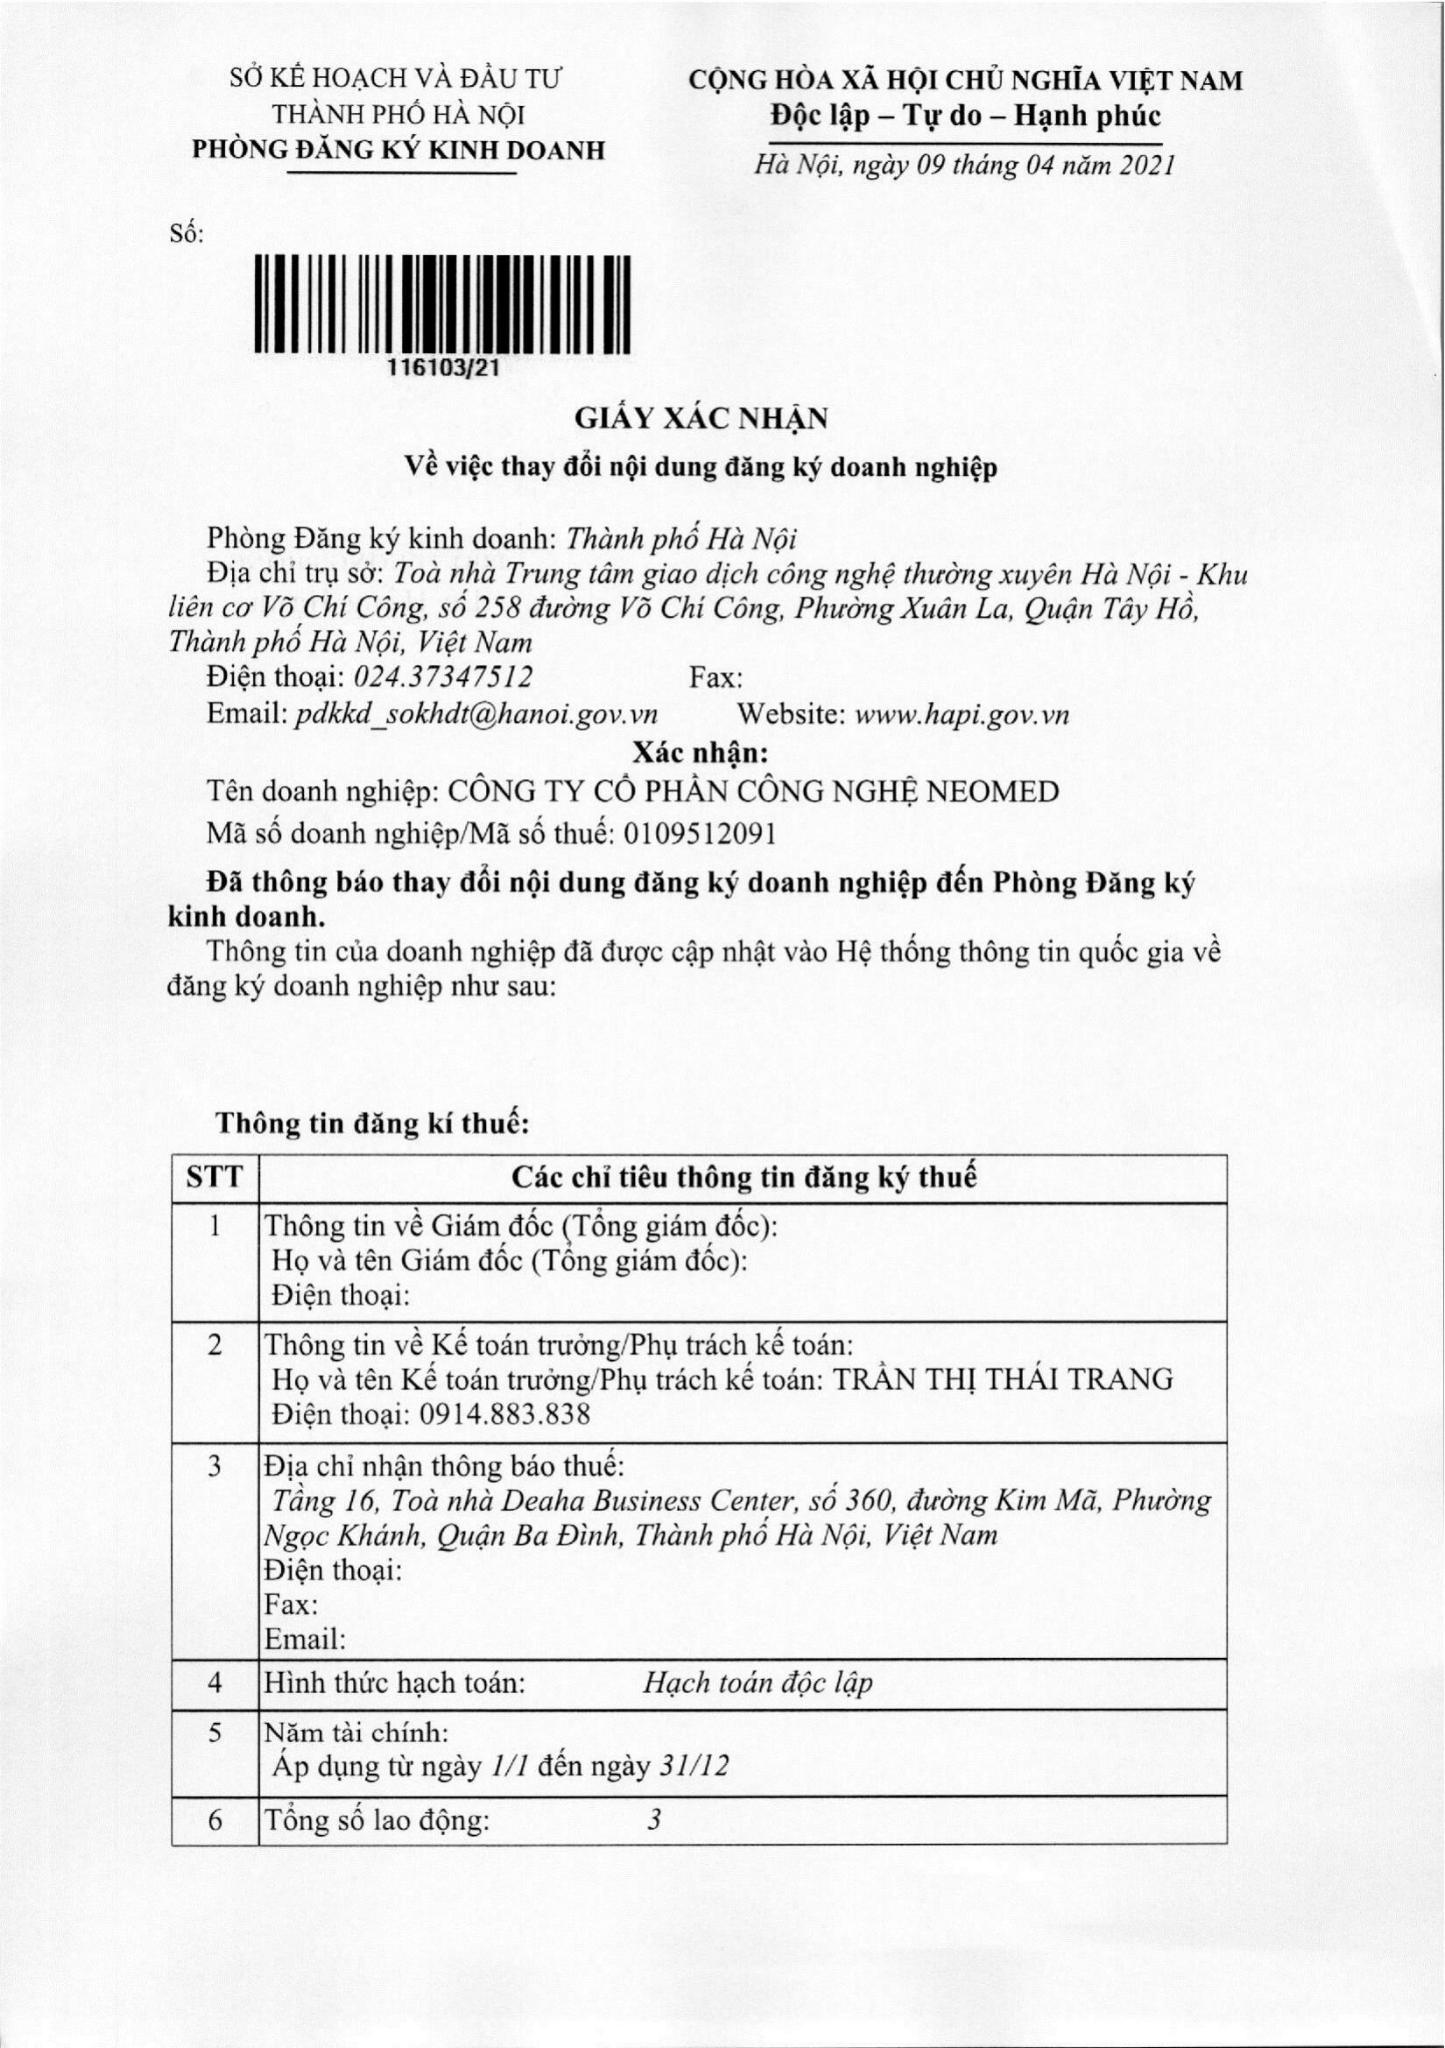 SỞ KẾ HOẠCH VÀ ĐẦU TƯ
THÀNH PHỐ HÀ NỘI
PHÒNG ĐĂNG KÝ KINH DOANH
CỘNG HÒA XÃ HỘI CHỦ NGHĨA VIỆT NAM
Độc lập – Tự do – Hạnh phúc
Hà Nội, ngày 09 tháng 04 năm 2021
Số:
116103/21
GIẤY XÁC NHẬN
Về việc thay đổi nội dung đăng ký doanh nghiệp
Phòng Đăng ký kinh doanh: Thành phố Hà Nội
Địa chỉ trụ sở: Toà nhà Trung tâm giao dịch công nghệ thường xuyên Hà Nội - Khu
liên cơ Võ Chí Công, số 258 đường Võ Chí Công, Phường Xuân La, Quận Tây Hồ,
Thành phố Hà Nội, Việt Nam
Điện thoại: 024.37347512 Fax:
Email: pdkkd_sokhdt@hanoi.gov.vn Website: www.hapi.gov.vn
Xác nhận:
Tên doanh nghiệp: CÔNG TY CỔ PHẦN CÔNG NGHỆ NEOMED
Mã số doanh nghiệp/Mã số thuế: 0109512091
Đã thông báo thay đổi nội dung đăng ký doanh nghiệp đến Phòng Đăng ký
kinh doanh.
Thông tin của doanh nghiệp đã được cập nhật vào Hệ thống thông tin quốc gia về
đăng ký doanh nghiệp như sau:
Thông tin đăng kí thuế:
STT Các chỉ tiêu thông tin đăng ký thuế
1 Thông tin về Giám đốc (Tổng giám đốc):
Họ và tên Giám đốc (Tổng giám đốc):
Điện thoại:
2 Thông tin về Kế toán trưởng/Phụ trách kế toán:
Họ và tên Kế toán trưởng/Phụ trách kế toán: TRẦN THỊ THÁI TRANG
Điện thoại: 0914.883.838
3 Địa chỉ nhận thông báo thuế:
Tầng 16, Toà nhà Deaha Business Center, số 360, đường Kim Mã, Phường
Ngọc Khánh, Quận Ba Đình, Thành phố Hà Nội, Việt Nam
Điện thoại:
Fax:
Email:
4 Hình thức hạch toán: Hạch toán độc lập
5 Năm tài chính:
Áp dụng từ ngày 1/1 đến ngày 31/12
6 Tổng số lao động: 3